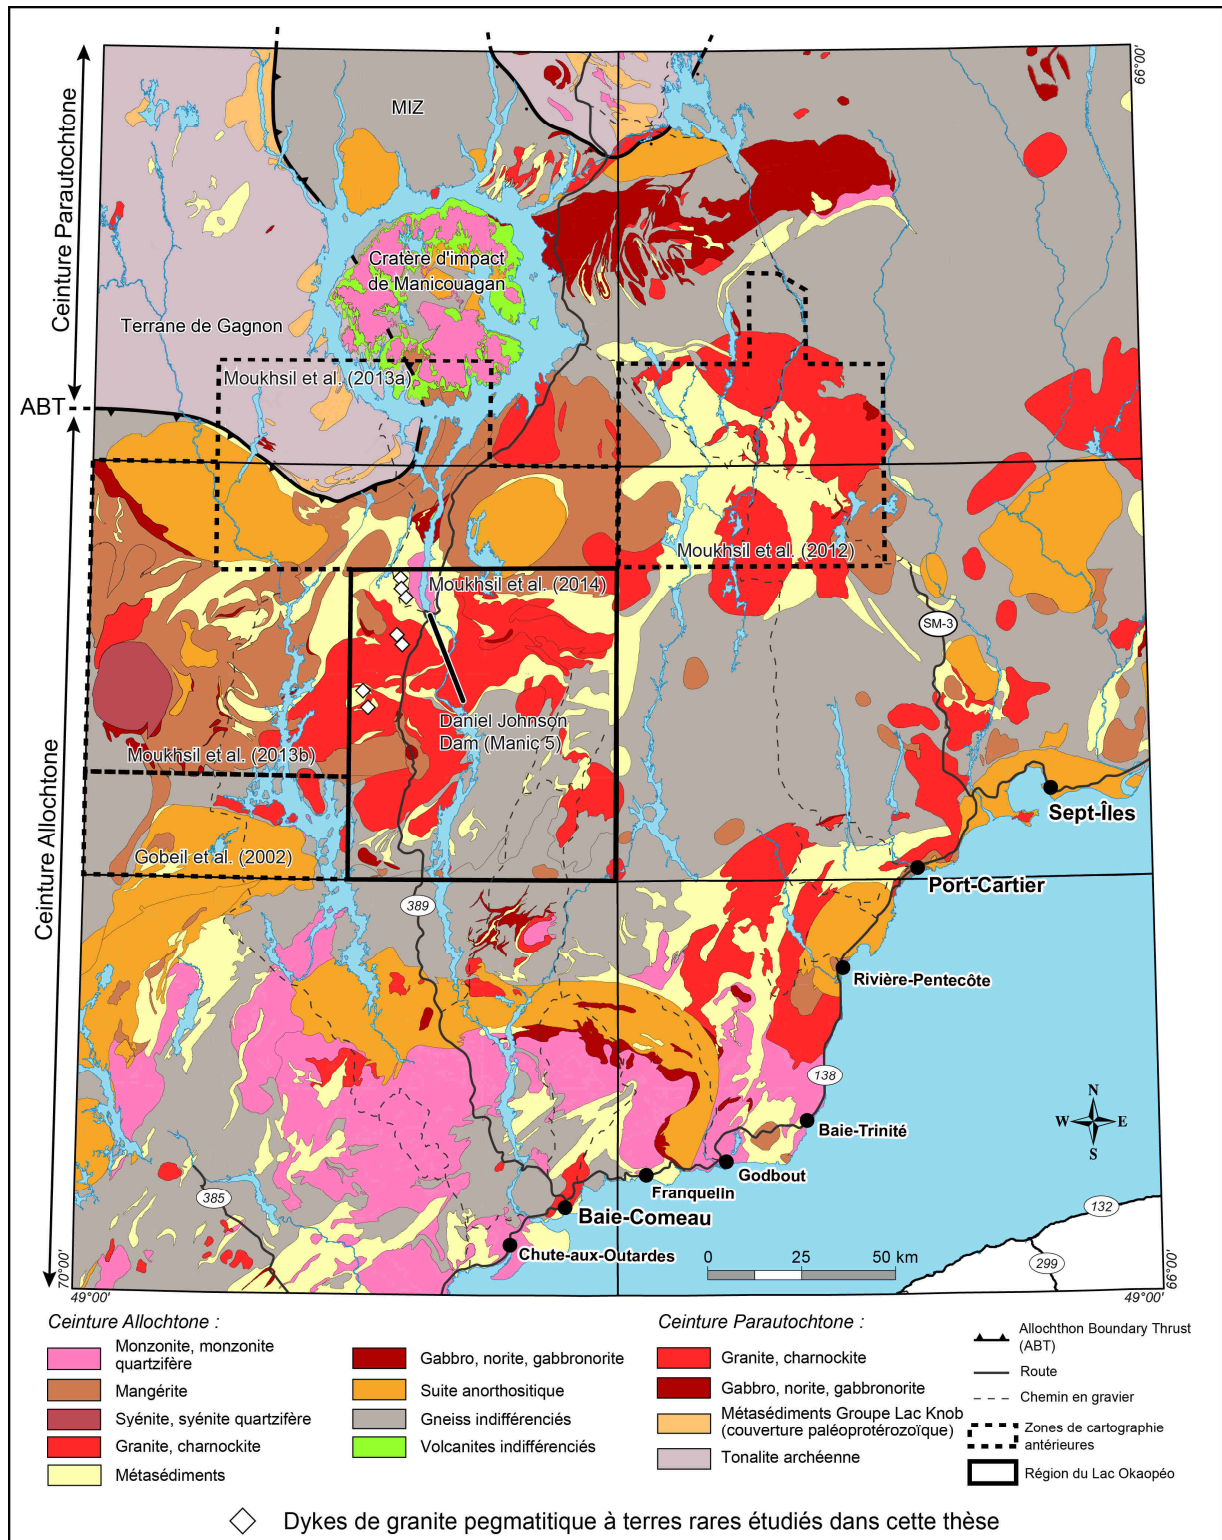 66°00'
Ceinture Parautochtone
MIZ
Cratère d'impact
de Manicouagan
Terrane de Gagnon
Moukhsil et al. (2013a)
ABT
Moukhsil et al. (2012)
Moukhsil et al. (2014)
SM-3
Daniel Johnson
Dam (Manic 5)
Moukhsil et al. (2013b)
Ceinture Allochtone
Sept-Îles
Gobeil et al. (2002)
Port-Cartier
389
Rivière-Pentecôte
138
N
W E
S
Baie-Trinité
Godbout
Franquelin
385
Baie-Comeau
132
Chute-aux-Outardes
0 25 50 km
299
70°00'
66°00'
49°00'
49°00'
Ceinture Allochtone :
Monzonite, monzonite
quartzifère
Mangérite
Syénite, syénite quartzifère
Granite, charnockite
Métasédiments
Gabbro, norite, gabbronorite
Suite anorthositique
Gneiss indifférenciés
Volcanites indifférenciés
Ceinture Parautochtone :
Granite, charnockite
Gabbro, norite, gabbronorite
Métasédiments Groupe Lac Knob
(couverture paléoprotérozoïque)
Tonalite archéenne
Allochthon Boundary Thrust
(ABT)
Route
Chemin en gravier
Zones de cartographie
antérieures
Région du Lac Okaopéo
Dykes de granite pegmatitique à terres rares étudiés dans cette thèse